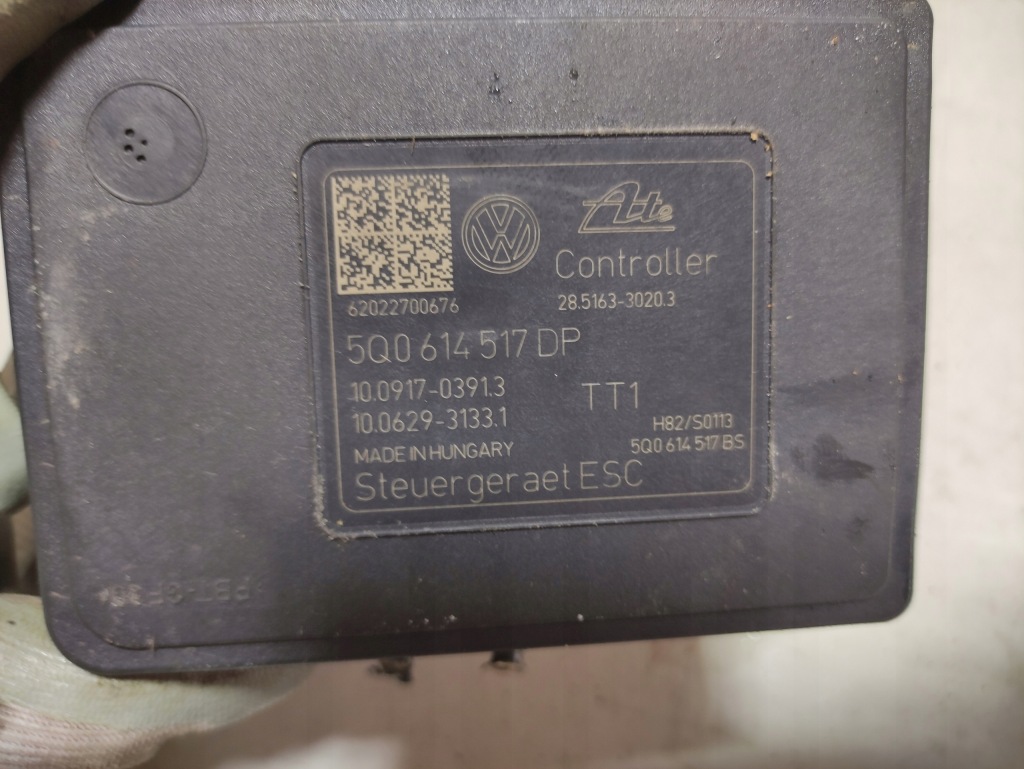 Ate
Controller
62022700676
28.5163-3020.3
5Q0 614 517 DP
10.0917-0391.3
TT1
10.0629-3133.1
H82/S0113
MADE IN HUNGARY
5Q0 614 517 BS
Steuergeraet ESC